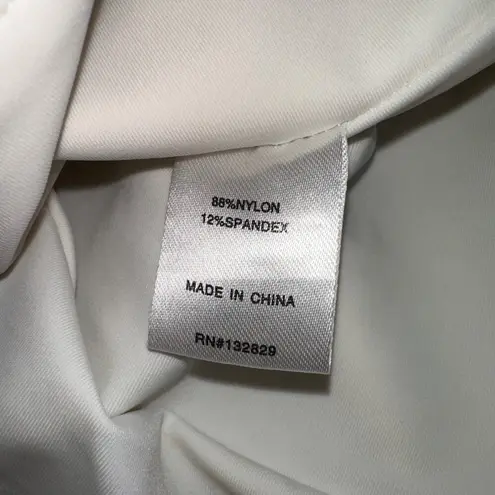 88%NYLON
12%SPANDEX
MADE IN CHINA
RN#132829